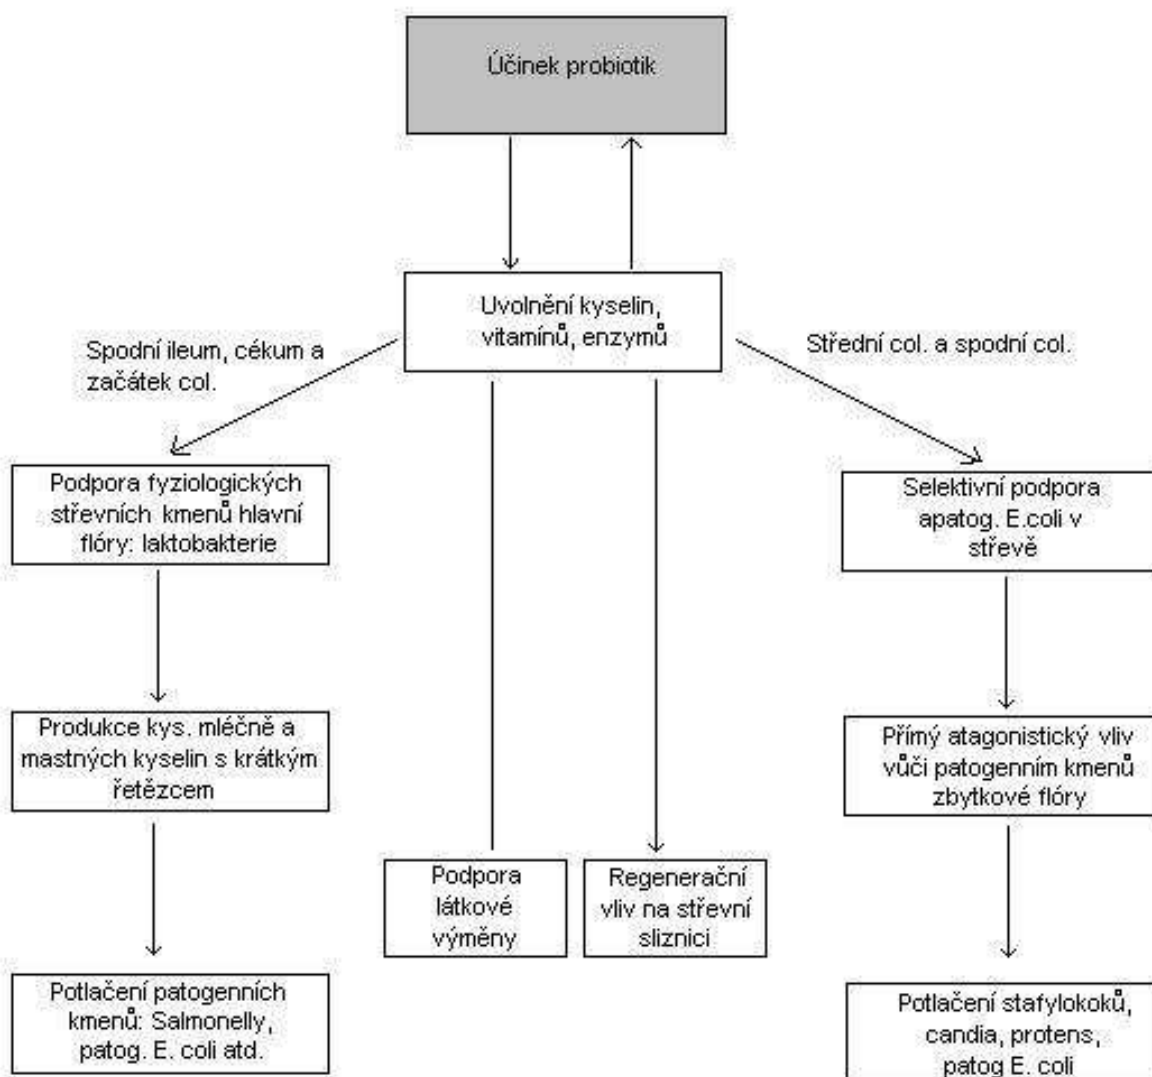 Účinek probiotik
Uvolnění kyselin,
vitamínů, enzymů
Spodní ileum, cékum a
začátek col.
Střední col. a spodní col.
Podpora fyziologických
střevních kmenů hlavní
flóry: laktobakterie
Selektivní podpora
apatog. E.coli v
střevě
Produkce kys. mléčně a
mastných kyselin s krátkým
řetězcem
Přímý atagonistický vliv
vůči patogenním kmenů
zbytkové flóry
Podpora
látkové
výměny
Regenerační
vliv na střevní
sliznici
Potlačení patogenních
kmenů: Salmonelly,
patog. E. coli atd.
Potlačení stafylokoků,
candia, protens,
patog E. coli